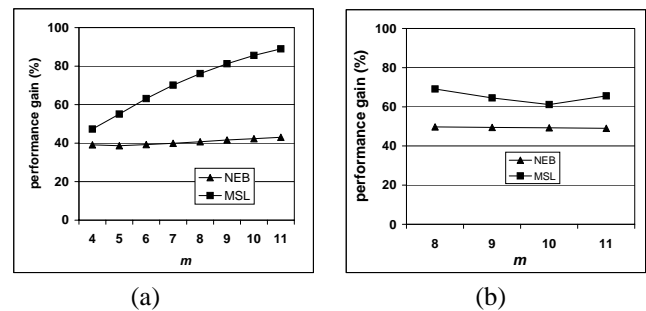 performance gain (%)
100
80
60
40
20
0
NEB
MSL
4 5 6 7 8 9 10 11
m
(a)
performance gain (%)
100
80
60
40
20
0
NEB
MSL
8 9 10 11
m
(b)